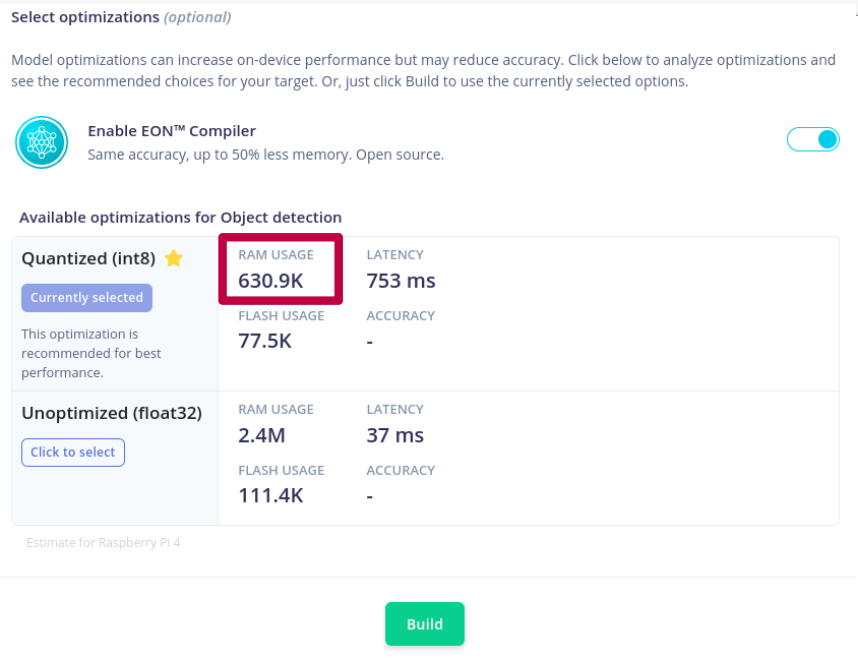 Select optimizations (optional)
Model optimizations can increase on-device performance but may reduce accuracy. Click below to analyze optimizations and
see the recommended choices for your target. Or, just click Build to use the currently selected options.
Enable EON™ Compiler
Same accuracy, up to 50% less memory. Open source.
Available optimizations for Object detection
Quantized (int8)
Currently selected
This optimization is
recommended for best
performance.
RAM USAGE
630.9K
LATENCY
753 ms
FLASH USAGE
77.5K
ACCURACY
-
Unoptimized (float32)
Click to select
RAM USAGE
2.4M
LATENCY
37 ms
FLASH USAGE
111.4K
ACCURACY
-
Estimate for Raspberry Pi 4
Build